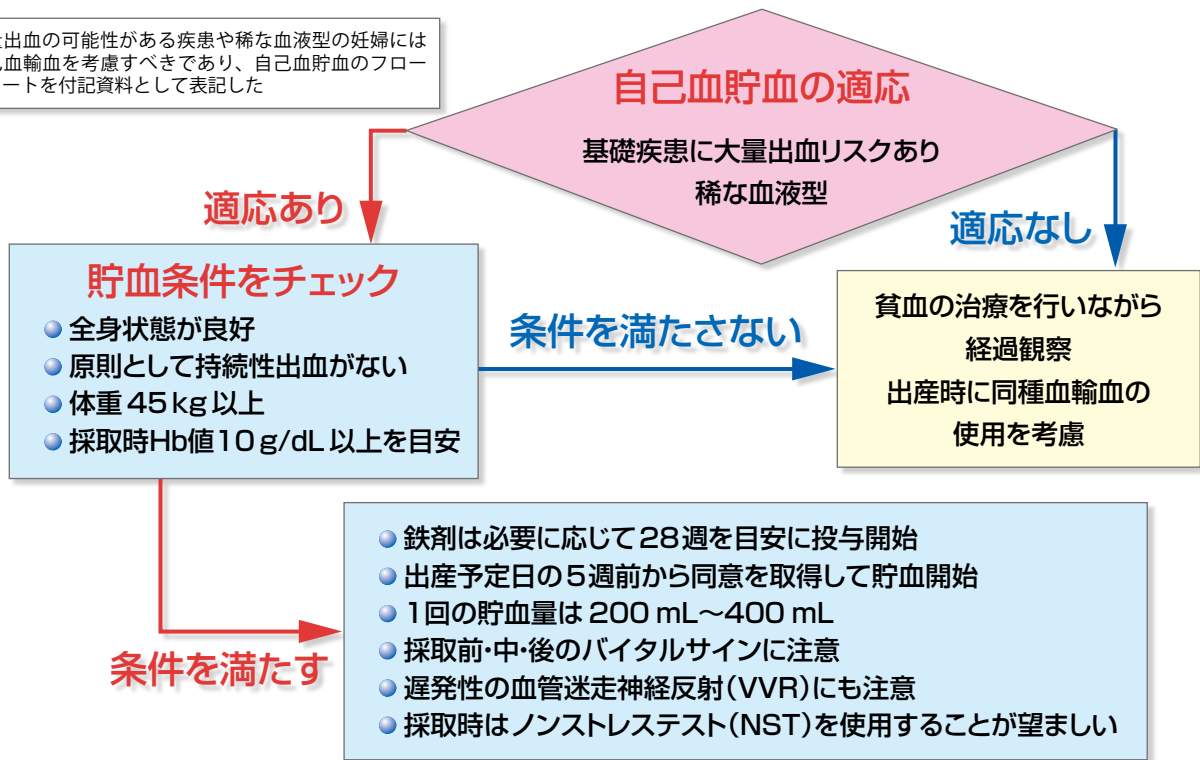 出血の可能性がある疾患や稀な血液型の妊婦には
血輸血を考慮すべきであり、自己血貯血のフロー
ートを付記資料として表記した
自己血貯血の適応
基礎疾患に大量出血リスクあり
稀な血液型
適応あり
適応なし
貯血条件をチェック
全身状態が良好
原則として持続性出血がない
体重45kg以上
採取時Hb値10g/dL以上を目安
条件を満たさない
貧血の治療を行いながら
経過観察
出産時に同種血輸血の
使用を考慮
条件を満たす
鉄剤は必要に応じて28週を目安に投与開始
出産予定日の5週前から同意を取得して貯血開始
1回の貯血量は 200 mL〜400 mL
採取前・中・後のバイタルサインに注意
遅発性の血管迷走神経反射(VVR)にも注意
採取時はノンストレステスト(NST)を使用することが望ましい